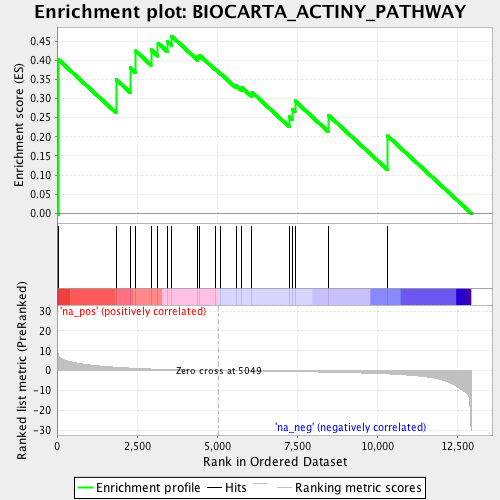 Enrichment plot: BIOCARTA_ACTINY_PATHWAY
Enrichment score (ES)
0.45
0.40
0.35
0.30
0.25
0.20
0.15
0.10
0.05
0.00
'na_pos' (positively correlated)
Ranked list metric (PreRanked)
30
20
10
0
-10
-20
-30
Zero cross at 5049
'na_neg' (negatively correlated)
0
2,500
5,000
7,500
10,000
12,500
Rank in Ordered Dataset
Enrichment profile
Hits
Ranking metric scores